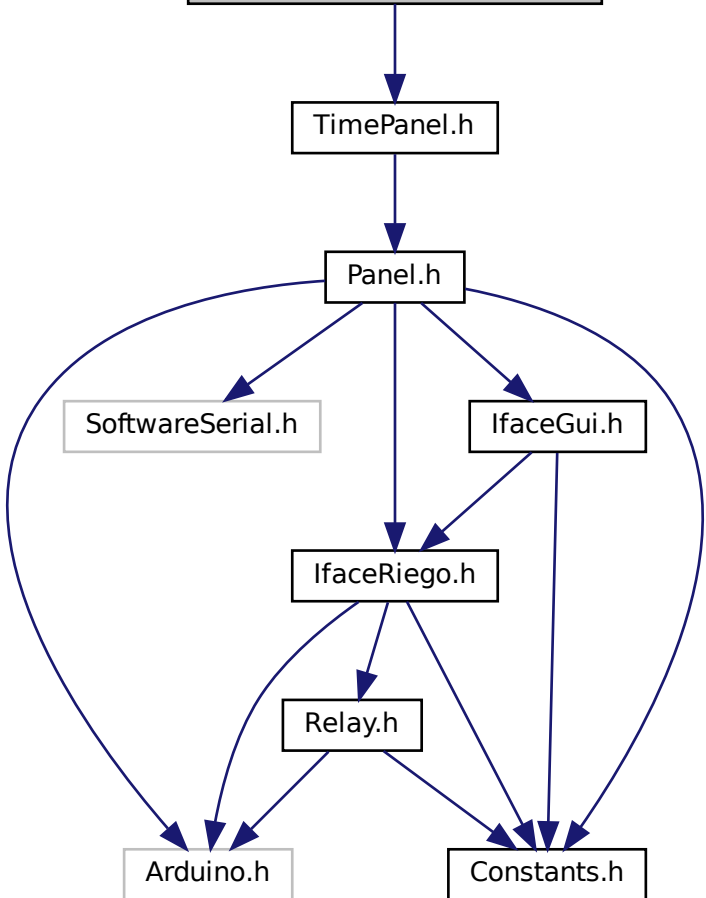 TimePanel.h
Panel.h
SoftwareSerial.h
IfaceGui.h
IfaceRiego.h
Relay.h
Arduino.h
Constants.h